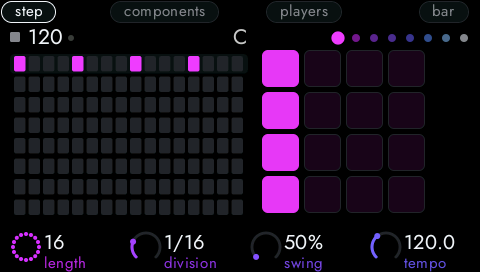 step components players bar
120 C
16 1/16 50% 120.0
length division swing tempo